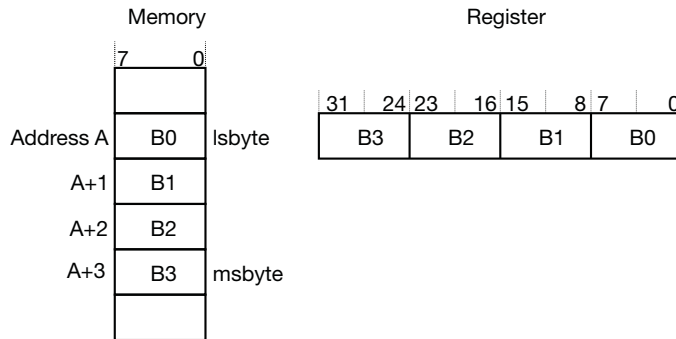 Memory
Register
7 0
31 24 23 16 15 8 7 0
Address A B0 lsbyte
B3 B2 B1 B0
A+1 B1
A+2 B2
A+3 B3 msbyte